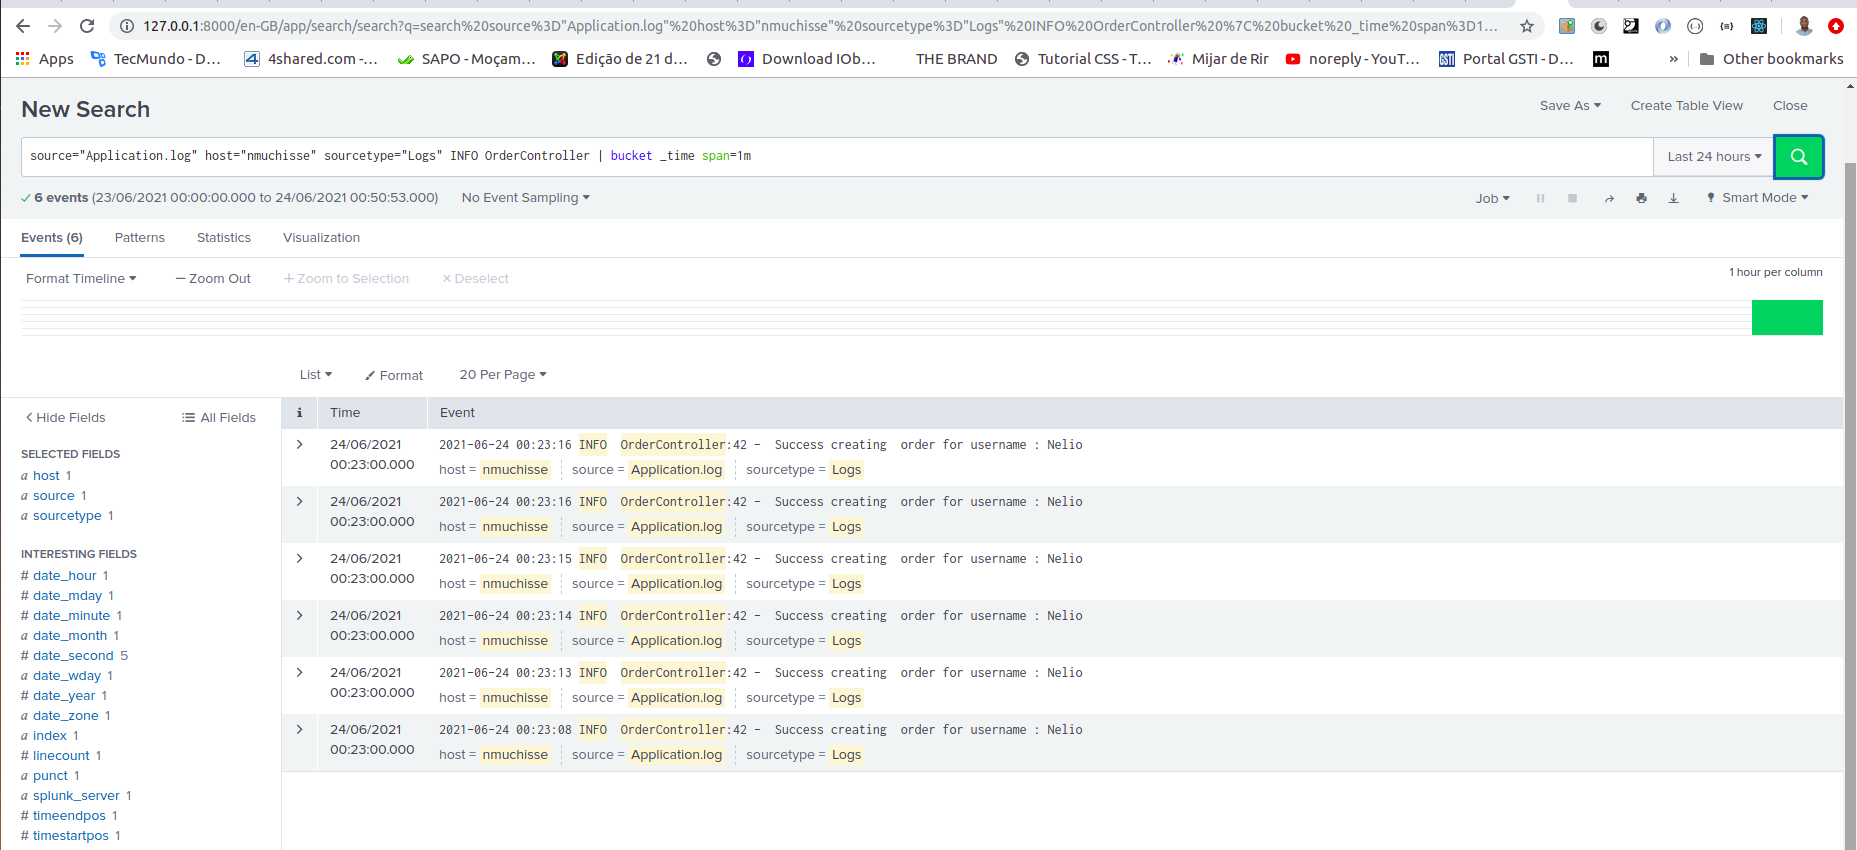 127.0.0.1:8000/en-GB/app/search/search?q=search%20source%3D"Application.log"%20host%3D"nmuchisse"%20sourcetype%3D"Logs"%20INFO%20OrderController%20%7C%20bucket%20_time%20span%3D1...
Apps TecMundo - D... 4shared.com -... SAPO - Moçam... Edição de 21 d... Download IOb... THE BRAND Tutorial CSS - T... Mijar de Rir noreply - YouT... GSTI Portal GSTI - D... m » Other bookmarks
New Search
Save As Create Table View Close
source="Application.log" host="nmuchisse" sourcetype="Logs" INFO OrderController | bucket _time span=1m
Last 24 hours
6 events (23/06/2021 00:00:00.000 to 24/06/2021 00:50:53.000) No Event Sampling
Job Smart Mode
Events (6) Patterns Statistics Visualization
Format Timeline — Zoom Out + Zoom to Selection × Deselect
1 hour per column
List Format 20 Per Page
< Hide Fields All Fields
i Time Event
SELECTED FIELDS
a host 1
a source 1
a sourcetype 1
INTERESTING FIELDS
# date_hour 1
# date_mday 1
# date_minute 1
a date_month 1
# date_second 5
a date_wday 1
# date_year 1
a date_zone 1
a index 1
# linecount 1
a punct 1
a splunk_server 1
# timeendpos 1
# timestartpos 1
> 24/06/2021 2021-06-24 00:23:16 INFO OrderController:42 - Success creating order for username : Nelio
00:23:00.000 host = nmuchisse source = Application.log sourcetype = Logs
> 24/06/2021 2021-06-24 00:23:16 INFO OrderController:42 - Success creating order for username : Nelio
00:23:00.000 host = nmuchisse source = Application.log sourcetype = Logs
> 24/06/2021 2021-06-24 00:23:15 INFO OrderController:42 - Success creating order for username : Nelio
00:23:00.000 host = nmuchisse source = Application.log sourcetype = Logs
> 24/06/2021 2021-06-24 00:23:14 INFO OrderController:42 - Success creating order for username : Nelio
00:23:00.000 host = nmuchisse source = Application.log sourcetype = Logs
> 24/06/2021 2021-06-24 00:23:13 INFO OrderController:42 - Success creating order for username : Nelio
00:23:00.000 host = nmuchisse source = Application.log sourcetype = Logs
> 24/06/2021 2021-06-24 00:23:08 INFO OrderController:42 - Success creating order for username : Nelio
00:23:00.000 host = nmuchisse source = Application.log sourcetype = Logs